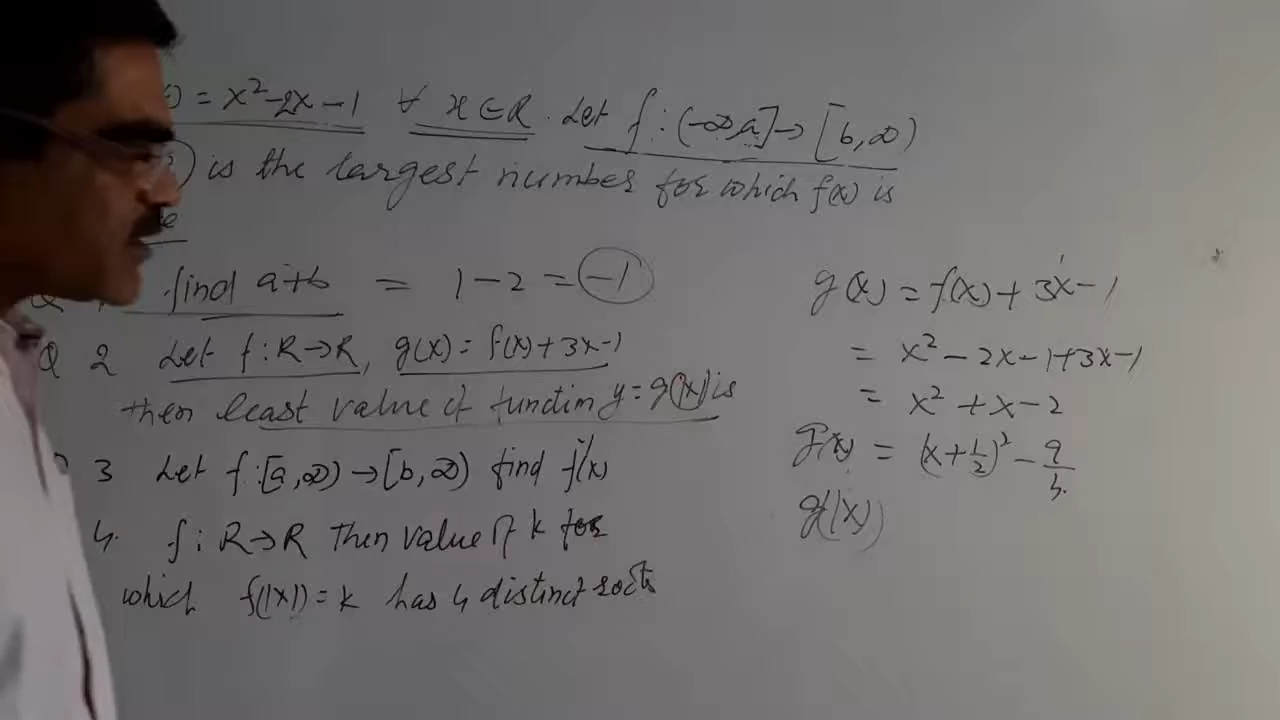 ) = x²-2x-1 ∀ x∈R. Let f:(-∞,a]→[b,∞)
) is the largest number for which f(x) is
find a+b = 1-2 = -1
Q 2 Let f:R→R, g(x)=f(x)+3x-1
then least value of functin y=g(|x|) is
3 Let f:[a,∞)→[b,∞) find f⁻¹(x)
4. f:R→R Then value of k for
which f(|x|)=k has 4 distinct roots
g(x) = f(x)+3x-1
= x²-2x-1+3x-1
= x²+x-2
g(x) = (x+1/2)²-9/4
g(|x|)